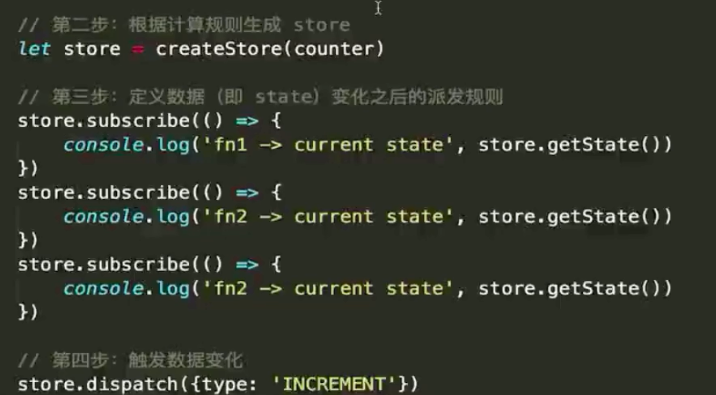 // 第二步：根据计算规则生成 store
let store = createStore(counter)
// 第三步：定义数据（即 state）变化之后的派发规则
store.subscribe(() => {
console.log('fn1 -> current state', store.getState())
})
store.subscribe(() => {
console.log('fn2 -> current state', store.getState())
})
store.subscribe(() => {
console.log('fn2 -> current state', store.getState())
})
// 第四步：触发数据变化
store.dispatch({type: 'INCREMENT'})